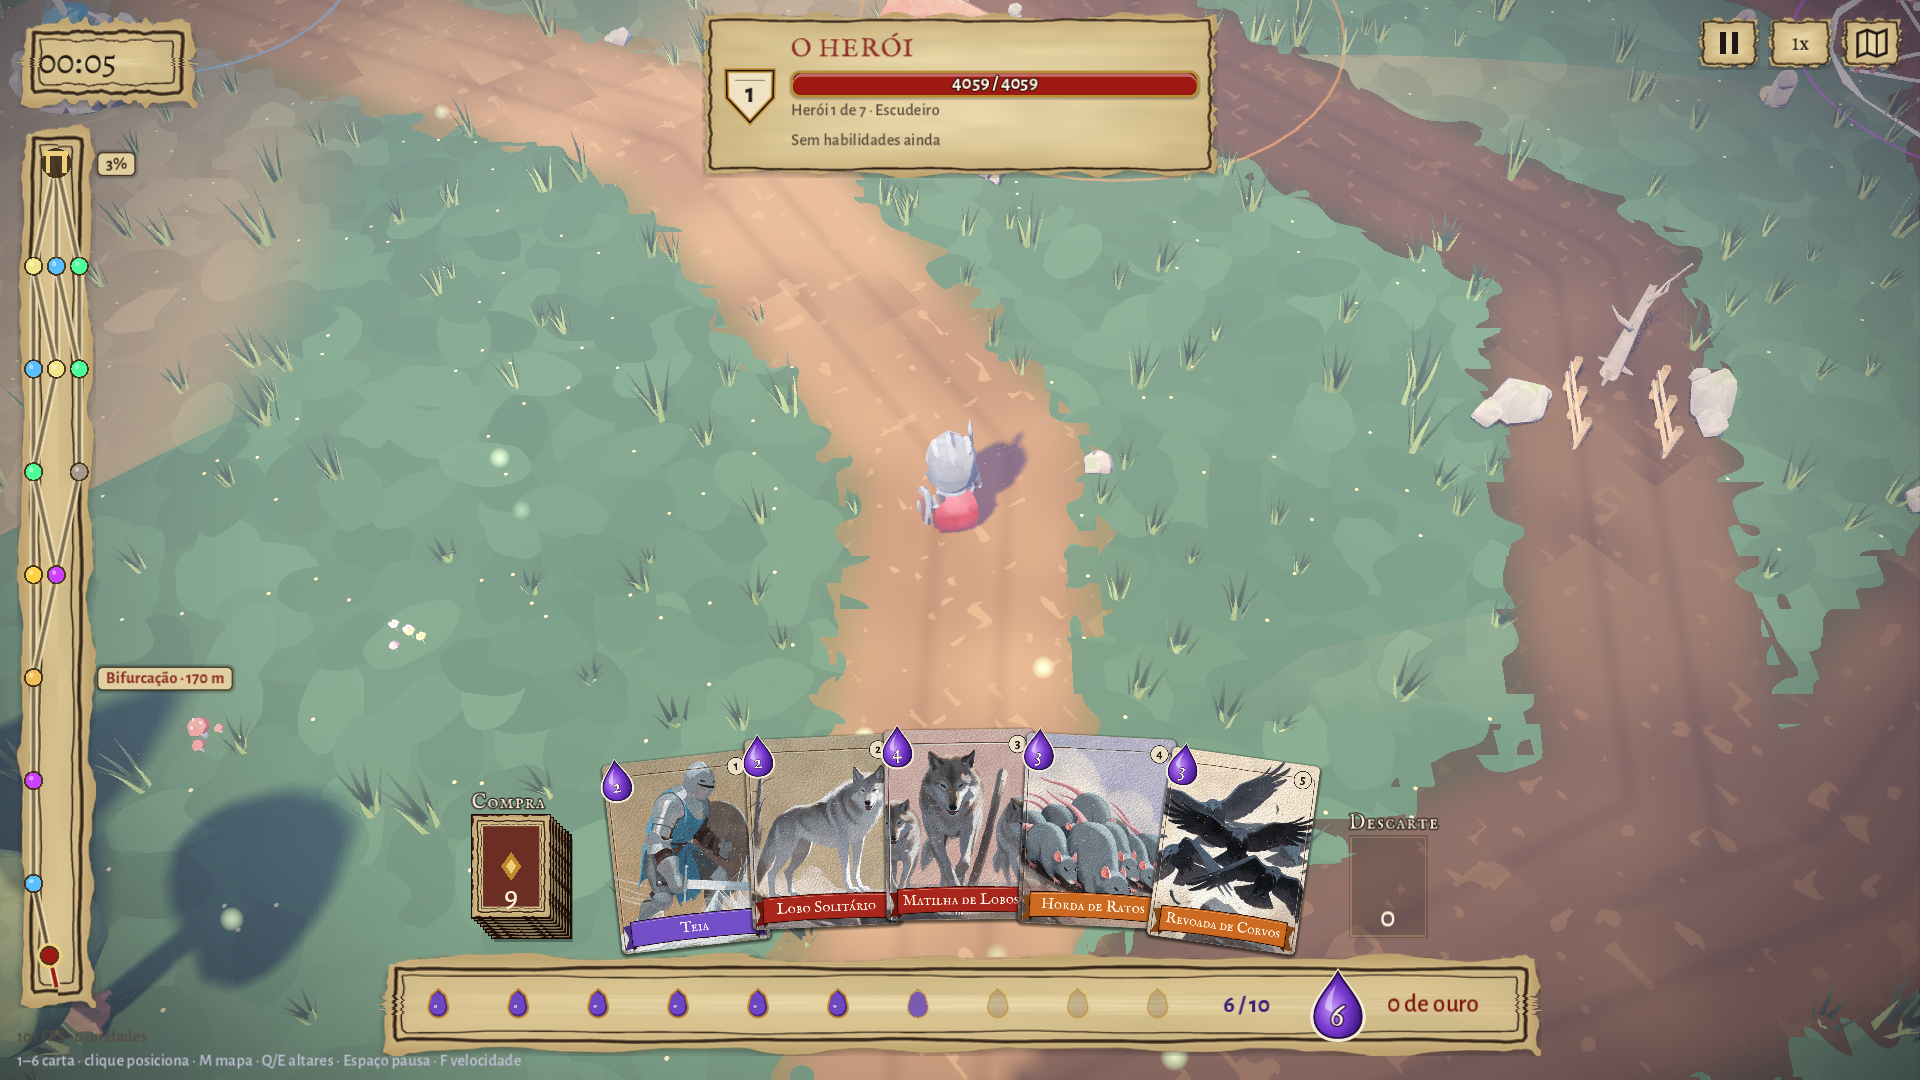 00:05
O HERÓI
1
4059 / 4059
Herói 1 de 7 · Escudeiro
Sem habilidades ainda
1x
3%
Bifurcação · 170 m
Compra
9
2
1
Teia
2
2
Lobo Solitário
4
3
Matilha de Lobos
3
4
Horda de Ratos
3
5
Revoada de Corvos
Descarte
0
6 / 10
6
0 de ouro
1–6 carta · clique posiciona · M mapa · Q/E altares · Espaço pausa · F velocidade